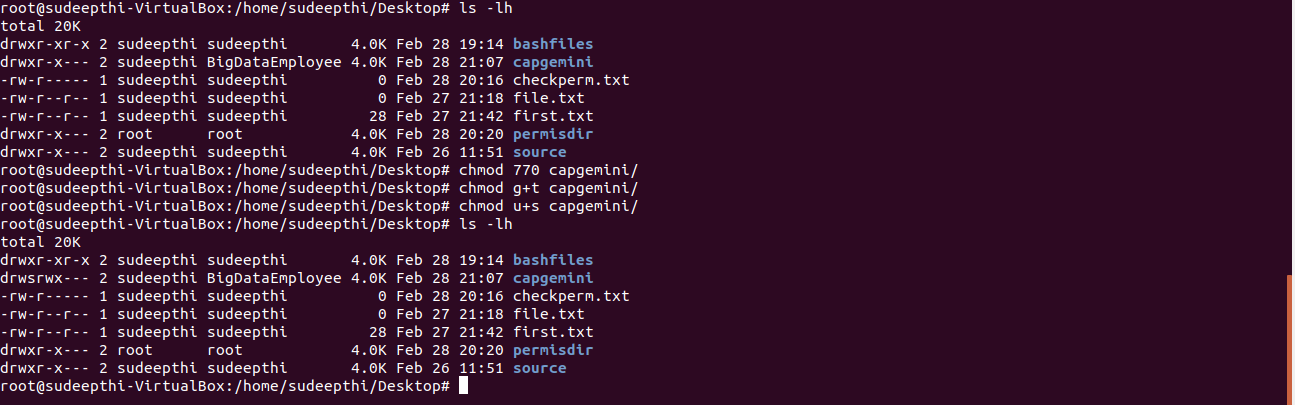 root@sudeepthi-VirtualBox:/home/sudeepthi/Desktop# ls -lh
total 20K
drwxr-xr-x 2 sudeepthi sudeepthi       4.0K Feb 28 19:14 bashfiles
drwxr-x--- 2 sudeepthi BigDataEmployee 4.0K Feb 28 21:07 capgemini
-rw-r----- 1 sudeepthi sudeepthi          0 Feb 28 20:16 checkperm.txt
-rw-r--r-- 1 sudeepthi sudeepthi          0 Feb 27 21:18 file.txt
-rw-r--r-- 1 sudeepthi sudeepthi         28 Feb 27 21:42 first.txt
drwxr-x--- 2 root      root            4.0K Feb 28 20:20 permisdir
drwxr-x--- 2 sudeepthi sudeepthi       4.0K Feb 26 11:51 source
root@sudeepthi-VirtualBox:/home/sudeepthi/Desktop# chmod 770 capgemini/
root@sudeepthi-VirtualBox:/home/sudeepthi/Desktop# chmod g+t capgemini/
root@sudeepthi-VirtualBox:/home/sudeepthi/Desktop# chmod u+s capgemini/
root@sudeepthi-VirtualBox:/home/sudeepthi/Desktop# ls -lh
total 20K
drwxr-xr-x 2 sudeepthi sudeepthi       4.0K Feb 28 19:14 bashfiles
drwsrwx--- 2 sudeepthi BigDataEmployee 4.0K Feb 28 21:07 capgemini
-rw-r----- 1 sudeepthi sudeepthi          0 Feb 28 20:16 checkperm.txt
-rw-r--r-- 1 sudeepthi sudeepthi          0 Feb 27 21:18 file.txt
-rw-r--r-- 1 sudeepthi sudeepthi         28 Feb 27 21:42 first.txt
drwxr-x--- 2 root      root            4.0K Feb 28 20:20 permisdir
drwxr-x--- 2 sudeepthi sudeepthi       4.0K Feb 26 11:51 source
root@sudeepthi-VirtualBox:/home/sudeepthi/Desktop#